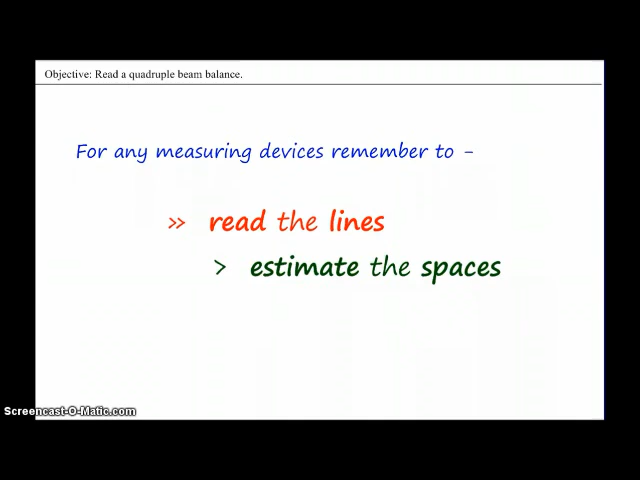 Objective: Read a quadruple beam balance.
For any measuring devices remember to -
>> read the lines
> estimate the spaces
Screencast-O-Matic.com